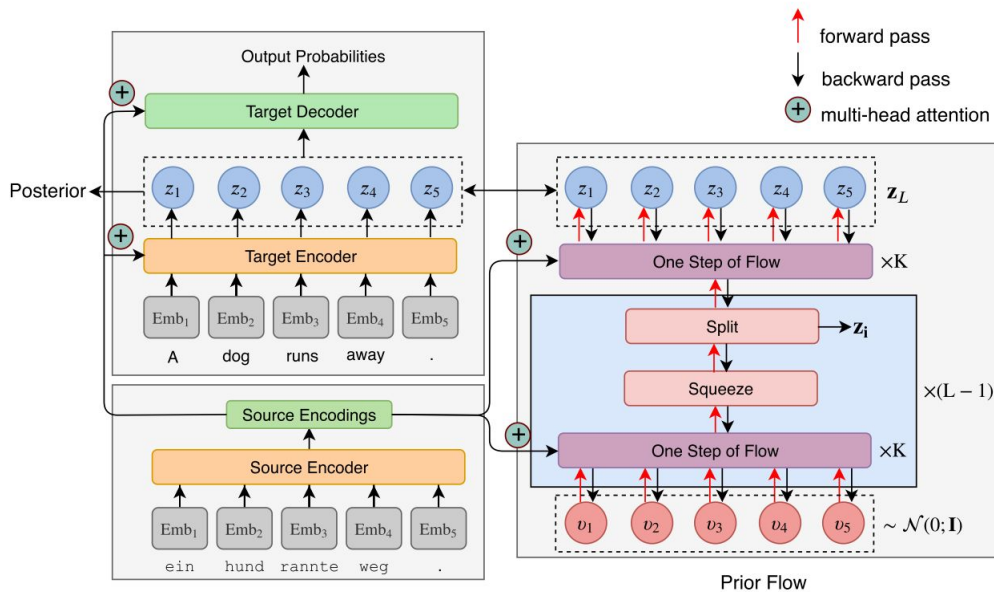 forward pass
backward pass
+ multi-head attention
Output Probabilities
+
Target Decoder
Posterior
z1 z2 z3 z4 z5
+
Target Encoder
Emb1 Emb2 Emb3 Emb4 Emb5
A dog runs away .
Source Encodings
Source Encoder
Emb1 Emb2 Emb3 Emb4 Emb5
ein hund rannte weg .
z1 z2 z3 z4 z5 zL
+
One Step of Flow ×K
Split zi
Squeeze ×(L − 1)
+
One Step of Flow ×K
υ1 υ2 υ3 υ4 υ5 ∼ 𝒩(0; I)
Prior Flow